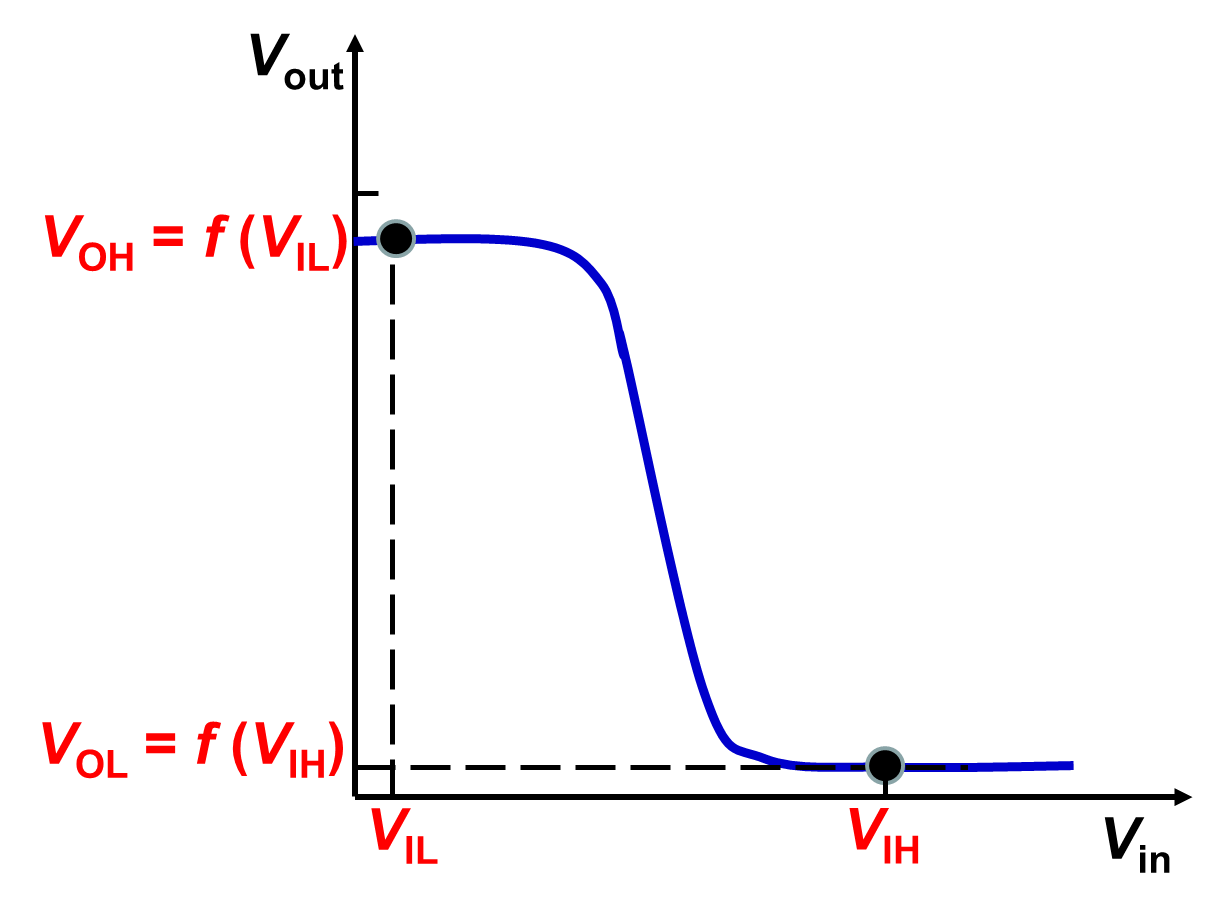 Vout
VOH = f (VIL)
VOL = f (VIH)
VIL
VIH
Vin